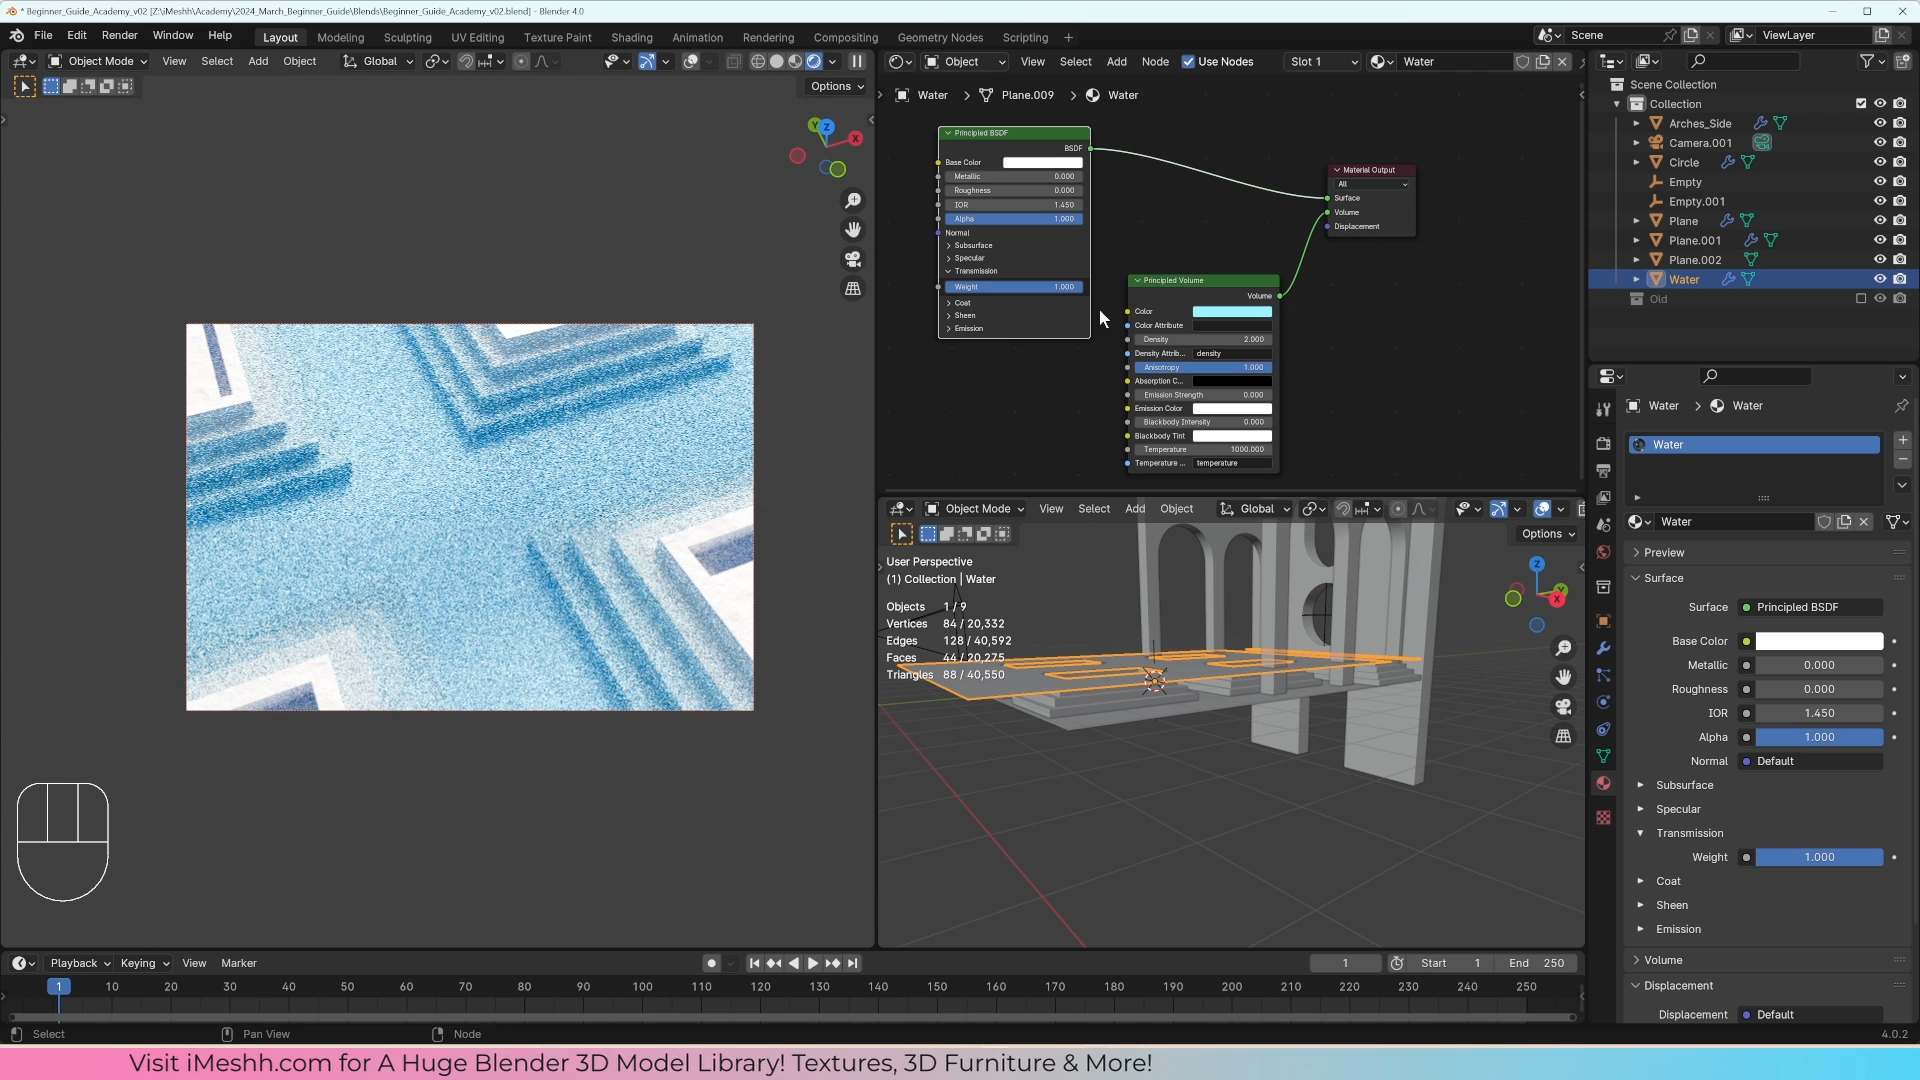 * Beginner_Guide_Academy_v02 [Z:\iMeshh\Academy\2024_March_Beginner_Guide\Blends\Beginner_Guide_Academy_v02.blend] - Blender 4.0
File Edit Render Window Help Layout Modeling Sculpting UV Editing Texture Paint Shading Animation Rendering Compositing Geometry Nodes Scripting + Scene ViewLayer
Object Mode View Select Add Object Global
Options
Object View Select Add Node Use Nodes Slot 1 Water
Water > Plane.009 > Water
Principled BSDF
BSDF
Base Color
Metallic 0.000
Roughness 0.000
IOR 1.450
Alpha 1.000
Normal
Subsurface
Specular
Transmission
Weight 1.000
Coat
Sheen
Emission
Material Output
All
Surface
Volume
Displacement
Principled Volume
Volume
Color
Color Attribute
Density 2.000
Density Attrib... density
Anisotropy 1.000
Absorption C...
Emission Strength 0.000
Emission Color
Blackbody Intensity 0.000
Blackbody Tint
Temperature 1000.000
Temperature ... temperature
Object Mode View Select Add Object Global
Options
User Perspective
(1) Collection | Water
Objects 1 / 9
Vertices 84 / 20,332
Edges 128 / 40,592
Faces 44 / 20,275
Triangles 88 / 40,550
Scene Collection
Collection
Arches_Side
Camera.001
Circle
Empty
Empty.001
Plane
Plane.001
Plane.002
Water
Old
Water > Water
Water
Water
Preview
Surface
Surface Principled BSDF
Base Color
Metallic 0.000
Roughness 0.000
IOR 1.450
Alpha 1.000
Normal Default
Subsurface
Specular
Transmission
Weight 1.000
Coat
Sheen
Emission
Volume
Displacement
Displacement Default
Playback Keying View Marker 1 Start 1 End 250
1 10 20 30 40 50 60 70 80 90 100 110 120 130 140 150 160 170 180 190 200 210 220 230 240 250
Select Pan View Node 4.0.2
Visit iMeshh.com for A Huge Blender 3D Model Library! Textures, 3D Furniture & More!